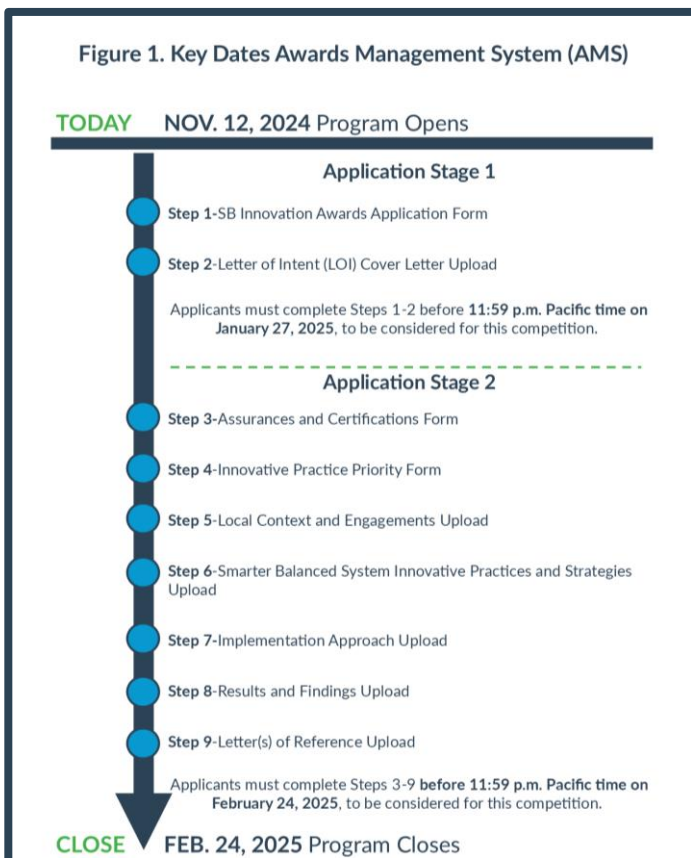 Figure 1. Key Dates Awards Management System (AMS)
TODAY NOV. 12, 2024 Program Opens
Application Stage 1
Step 1-SB Innovation Awards Application Form
Step 2-Letter of Intent (LOI) Cover Letter Upload
Applicants must complete Steps 1-2 before 11:59 p.m. Pacific time on
January 27, 2025, to be considered for this competition.
Application Stage 2
Step 3-Assurances and Certifications Form
Step 4-Innovative Practice Priority Form
Step 5-Local Context and Engagements Upload
Step 6-Smarter Balanced System Innovative Practices and Strategies
Upload
Step 7-Implementation Approach Upload
Step 8-Results and Findings Upload
Step 9-Letter(s) of Reference Upload
Applicants must complete Steps 3-9 before 11:59 p.m. Pacific time on
February 24, 2025, to be considered for this competition.
CLOSE FEB. 24, 2025 Program Closes